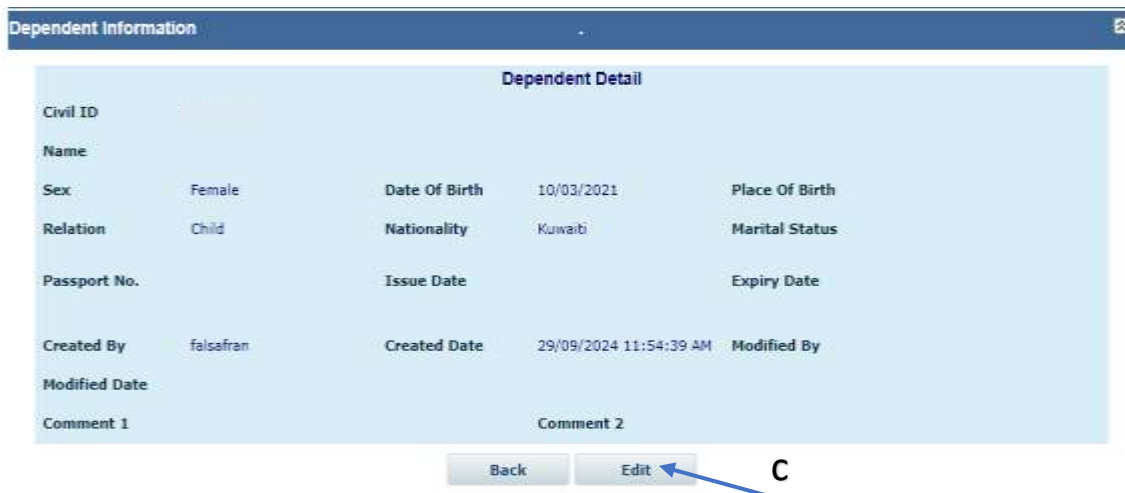 Dependent Information
Dependent Detail
Civil ID
Name
Sex Female Date Of Birth 10/03/2021 Place Of Birth
Relation Child Nationality Kuwaiti Marital Status
Passport No. Issue Date Expiry Date
Created By falsafran Created Date 29/09/2024 11:54:39 AM Modified By
Modified Date
Comment 1 Comment 2
Back Edit C